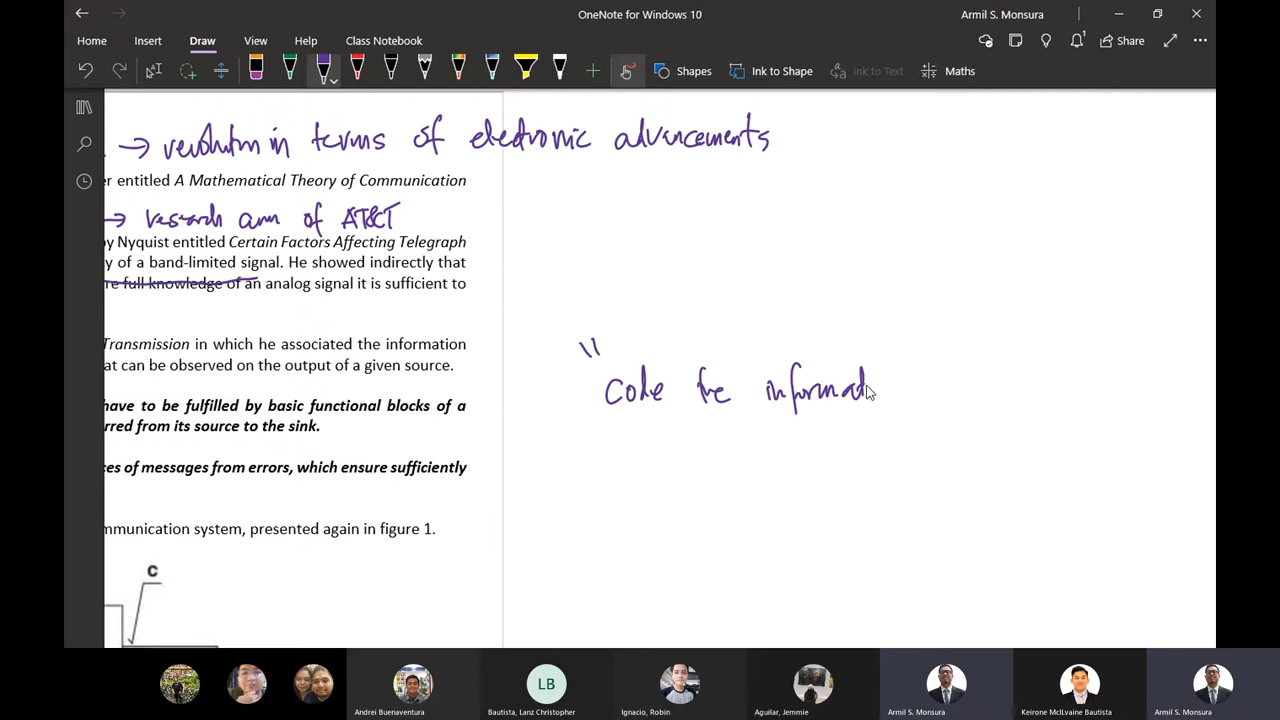 OneNote for Windows 10
Armil S. Monsura
Home Insert Draw View Help Class Notebook
Share
Shapes Ink to Shape Ink to Text Maths
→ revolution in terms of electronic advancements
er entitled A Mathematical Theory of Communication
→ research arm of AT&T
by Nyquist entitled Certain Factors Affecting Telegraph
y of a band-limited signal. He showed indirectly that
re full knowledge of an analog signal it is sufficient to
Transmission in which he associated the information
at can be observed on the output of a given source.
have to be fulfilled by basic functional blocks of a
rred from its source to the sink.
ces of messages from errors, which ensure sufficiently
mmunication system, presented again in figure 1.
C
" Code the informat
LB
Andrei Buenaventura
Bautista, Lanz Christopher
Ignacio, Robin
Aguilar, Jemmie
Armil S. Monsura
Keirone McIlvaine Bautista
Armil S. Monsura